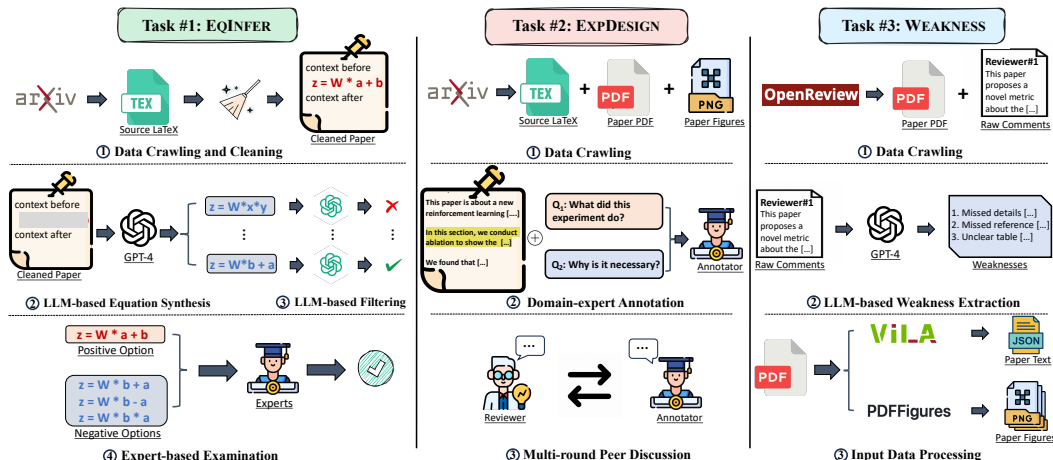 Task #1: EQINFER
arXiv
TEX
Source LaTeX
context before
z = W * a + b
context after
Cleaned Paper
① Data Crawling and Cleaning
context before
context after
Cleaned Paper
GPT-4
z = W*x*y
⋮
z = W*b + a
② LLM-based Equation Synthesis
③ LLM-based Filtering
z = W * a + b
Positive Option
z = W * b + a
z = W * b - a
z = W * b * a
Negative Options
Experts
④ Expert-based Examination
Task #2: EXPDESIGN
arXiv
TEX
Source LaTeX
+
PDF
Paper PDF
+
PNG
Paper Figures
① Data Crawling
This paper is about a new
reinforcement learning [....]
In this section, we conduct
ablation to show the [...]
We found that [...]
Q1: What did this
experiment do?
Q2: Why is it necessary?
Annotator
② Domain-expert Annotation
...
Reviewer
...
Annotator
③ Multi-round Peer Discussion
Task #3: WEAKNESS
OpenReview
PDF
Paper PDF
+
Reviewer#1
This paper
proposes a
novel metric
about the [...]
Raw Comments
① Data Crawling
Reviewer#1
This paper
proposes a
novel metric
about the [...]
Raw Comments
GPT-4
1. Missed details [...]
2. Missed reference [...]
3. Unclear table [...]
Weaknesses
② LLM-based Weakness Extraction
PDF
ViLA
JSON
Paper Text
PDFFigures
PNG
Paper Figures
③ Input Data Processing